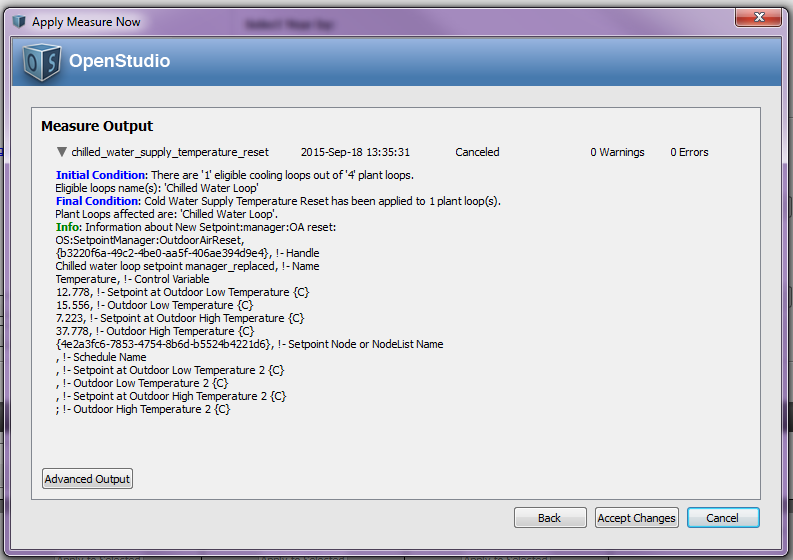 Apply Measure Now
OS OpenStudio
Measure Output
chilled_water_supply_temperature_reset 2015-Sep-18 13:35:31 Canceled 0 Warnings 0 Errors
Initial Condition: There are '1' eligible cooling loops out of '4' plant loops.
Eligible loops name(s): 'Chilled Water Loop'
Final Condition: Cold Water Supply Temperature Reset has been applied to 1 plant loop(s).
Plant Loops affected are: 'Chilled Water Loop'.
Info: Information about New Setpoint:manager:OA reset:
OS:SetpointManager:OutdoorAirReset,
{b3220f6a-49c2-4be0-aa5f-406ae394d9e4}, !- Handle
Chilled water loop setpoint manager_replaced, !- Name
Temperature, !- Control Variable
12.778, !- Setpoint at Outdoor Low Temperature {C}
15.556, !- Outdoor Low Temperature {C}
7.223, !- Setpoint at Outdoor High Temperature {C}
37.778, !- Outdoor High Temperature {C}
{4e2a3fc6-7853-4754-8b6d-b5524b4221d6}, !- Setpoint Node or NodeList Name
, !- Schedule Name
, !- Setpoint at Outdoor Low Temperature 2 {C}
, !- Outdoor Low Temperature 2 {C}
, !- Setpoint at Outdoor High Temperature 2 {C}
; !- Outdoor High Temperature 2 {C}
Advanced Output
Back Accept Changes Cancel